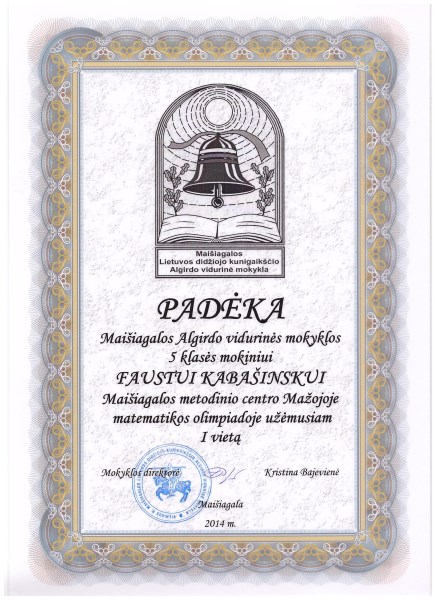 Maišiagalos
Lietuvos didžiojo kunigaikščio
Algirdo vidurinė mokykla
PADĖKA
Maišiagalos Algirdo vidurinės mokyklos
5 klasės mokiniui
FAUSTUI KABAŠINSKUI
Maišiagalos metodinio centro Mažojoje
matematikos olimpiadoje užėmusiam
I vietą
Mokyklos direktorė Kristina Bajevienė
Maišiagala
2014 m.